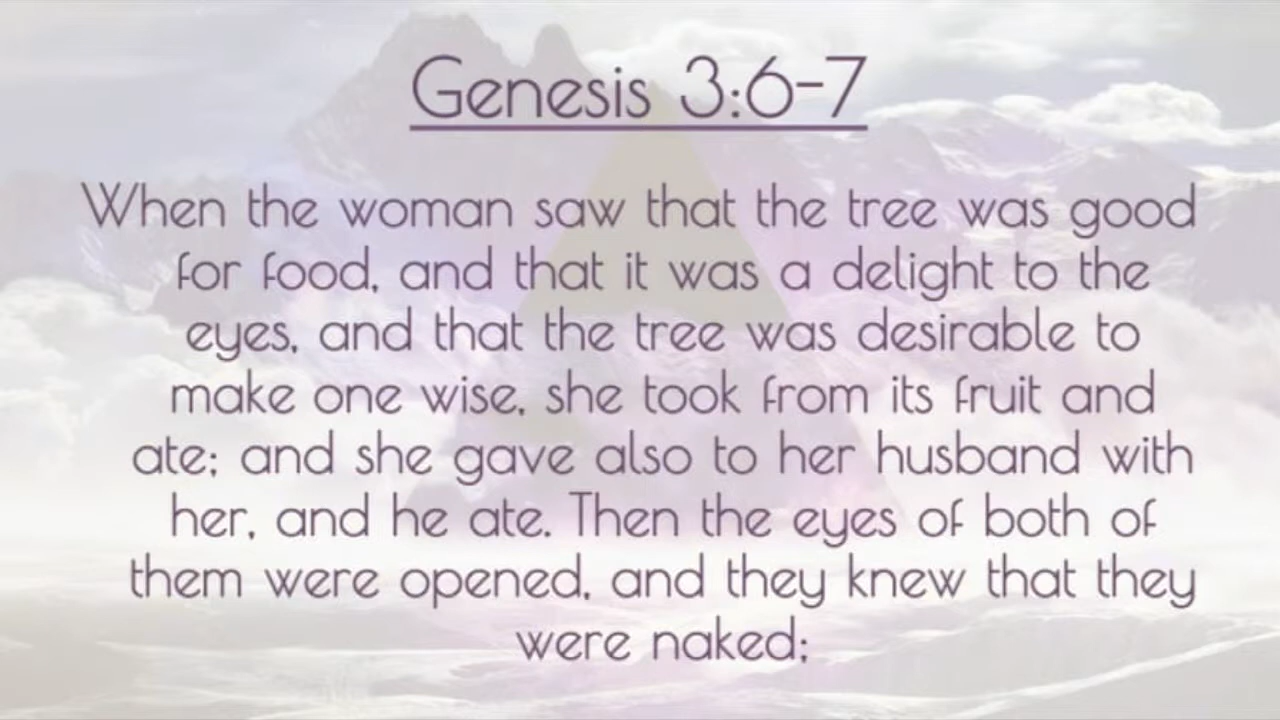 Genesis 3:6-7
When the woman saw that the tree was good
for food, and that it was a delight to the
eyes, and that the tree was desirable to
make one wise, she took from its fruit and
ate; and she gave also to her husband with
her, and he ate. Then the eyes of both of
them were opened, and they knew that they
were naked;